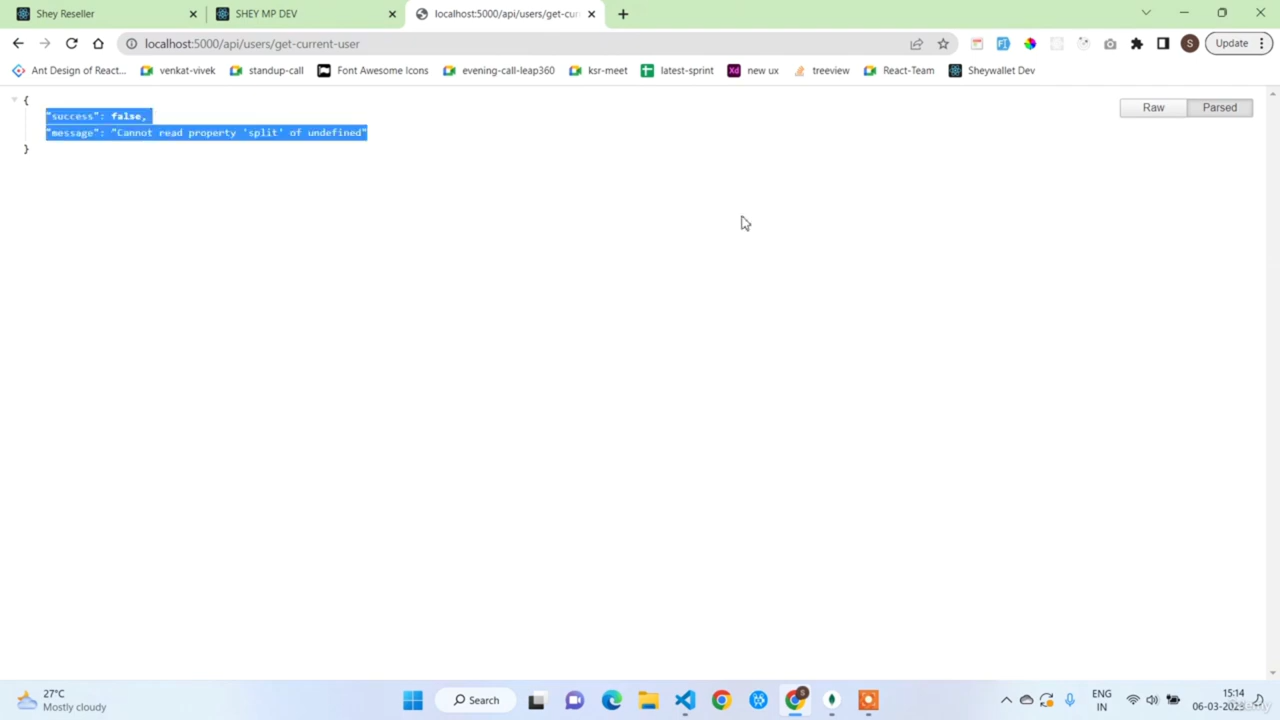 Shey Reseller
SHEY MP DEV
localhost:5000/api/users/get-cur
localhost:5000/api/users/get-current-user
S
Update
Ant Design of React...
venkat-vivek
standup-call
Font Awesome Icons
evening-call-leap360
ksr-meet
latest-sprint
Xd
new ux
treeview
React-Team
Sheywallet Dev
{
"success": false,
"message": "Cannot read property 'split' of undefined"
}
Raw
Parsed
27°C
Mostly cloudy
Search
ENG
IN
15:14
06-03-2023